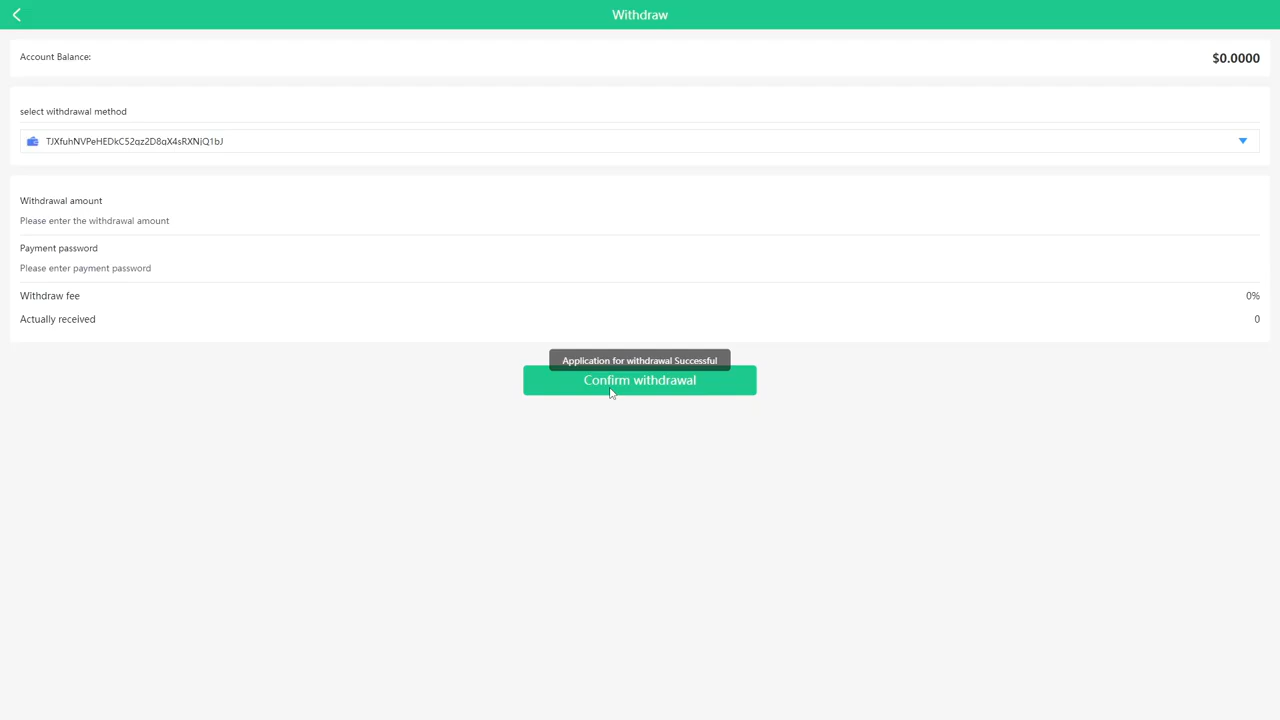 Withdraw
Account Balance:
$0.0000
select withdrawal method
TJXfuhNVPeHEDkC52qz2D8qX4sRXNjQ1bJ
Withdrawal amount
Please enter the withdrawal amount
Payment password
Please enter payment password
Withdraw fee
0%
Actually received
0
Application for withdrawal Successful
Confirm withdrawal